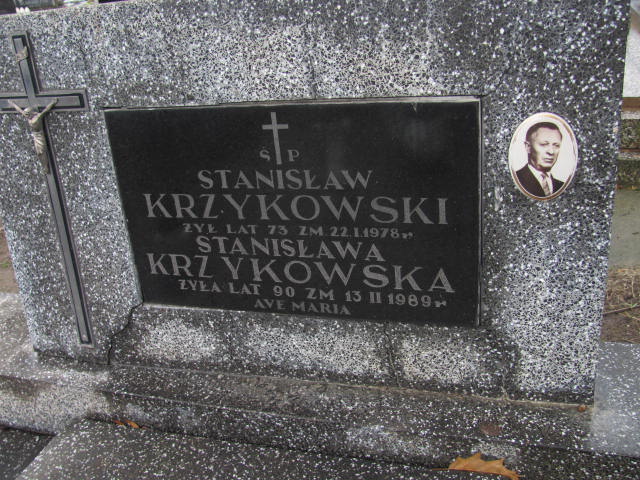 Ś P
STANISŁAW
KRZYKOWSKI
ŻYŁ LAT 73 ZM. 22.I.1978 r.
STANISŁAWA
KRZYKOWSKA
ŻYŁA LAT 90 ZM 13 II 1989 r.
AVE MARIA